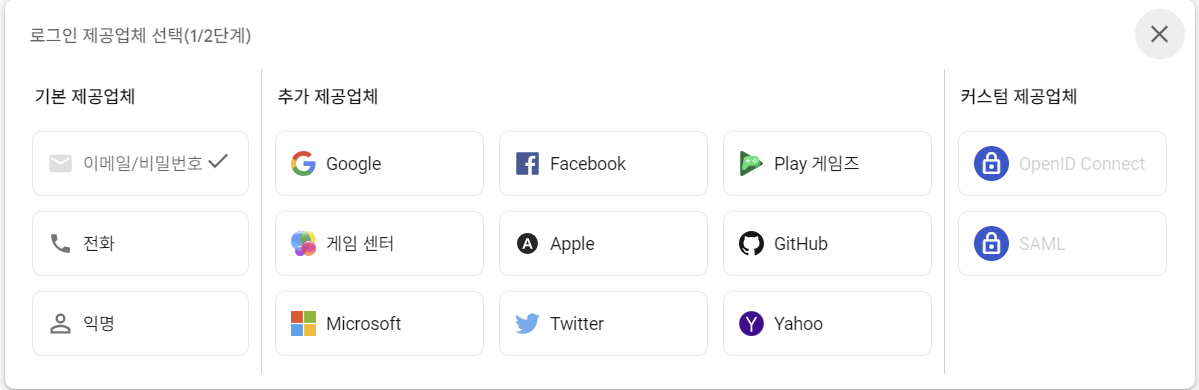 로그인 제공업체 선택(1/2단계)
기본 제공업체
이메일/비밀번호
전화
익명
추가 제공업체
Google
Facebook
Play 게임즈
게임 센터
Apple
GitHub
Microsoft
Twitter
Yahoo
커스텀 제공업체
OpenID Connect
SAML